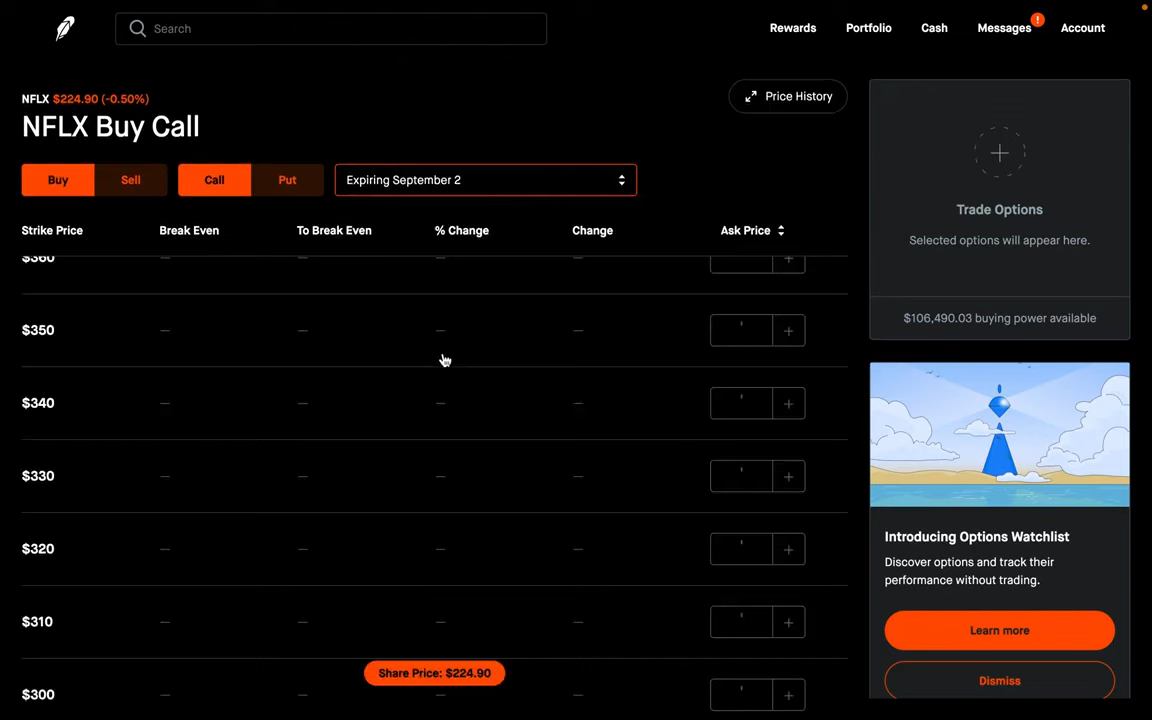 Search
Rewards
Portfolio
Cash
Messages
!
Account
NFLX $224.90 (-0.50%)
NFLX Buy Call
Price History
Buy
Sell
Call
Put
Expiring September 2
Strike Price
Break Even
To Break Even
% Change
Change
Ask Price
$360 — — — — +
$350 — — — — +
$340 — — — — +
$330 — — — — +
$320 — — — — +
$310 — — — — +
Share Price: $224.90
$300 — — — — +
Trade Options
Selected options will appear here.
$106,490.03 buying power available
Introducing Options Watchlist
Discover options and track their
performance without trading.
Learn more
Dismiss